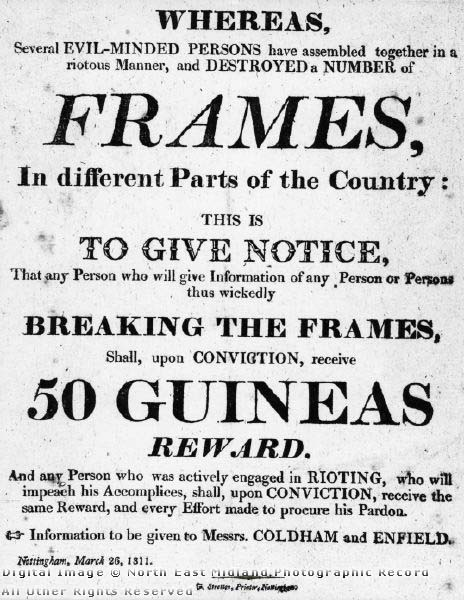 WHEREAS,
Several EVIL-MINDED PERSONS have assembled together in a
riotous Manner, and DESTROYED a NUMBER of
FRAMES,
In different Parts of the Country:
THIS IS
TO GIVE NOTICE,
That any Person who will give Information of any Person or Persons
thus wickedly
BREAKING THE FRAMES,
Shall, upon CONVICTION, receive
50 GUINEAS
REWARD.
And any Person who was actively engaged in RIOTING, who will
impeach his Accomplices, shall, upon CONVICTION, receive the
same Reward, and every Effort made to procure his Pardon.
☞ Information to be given to Messrs. COLDHAM and ENFIELD.
Nottingham, March 26, 1811.
Digital Image © North East Midland Photographic Record
All Other Rights Reserved
Printer, Nottingham